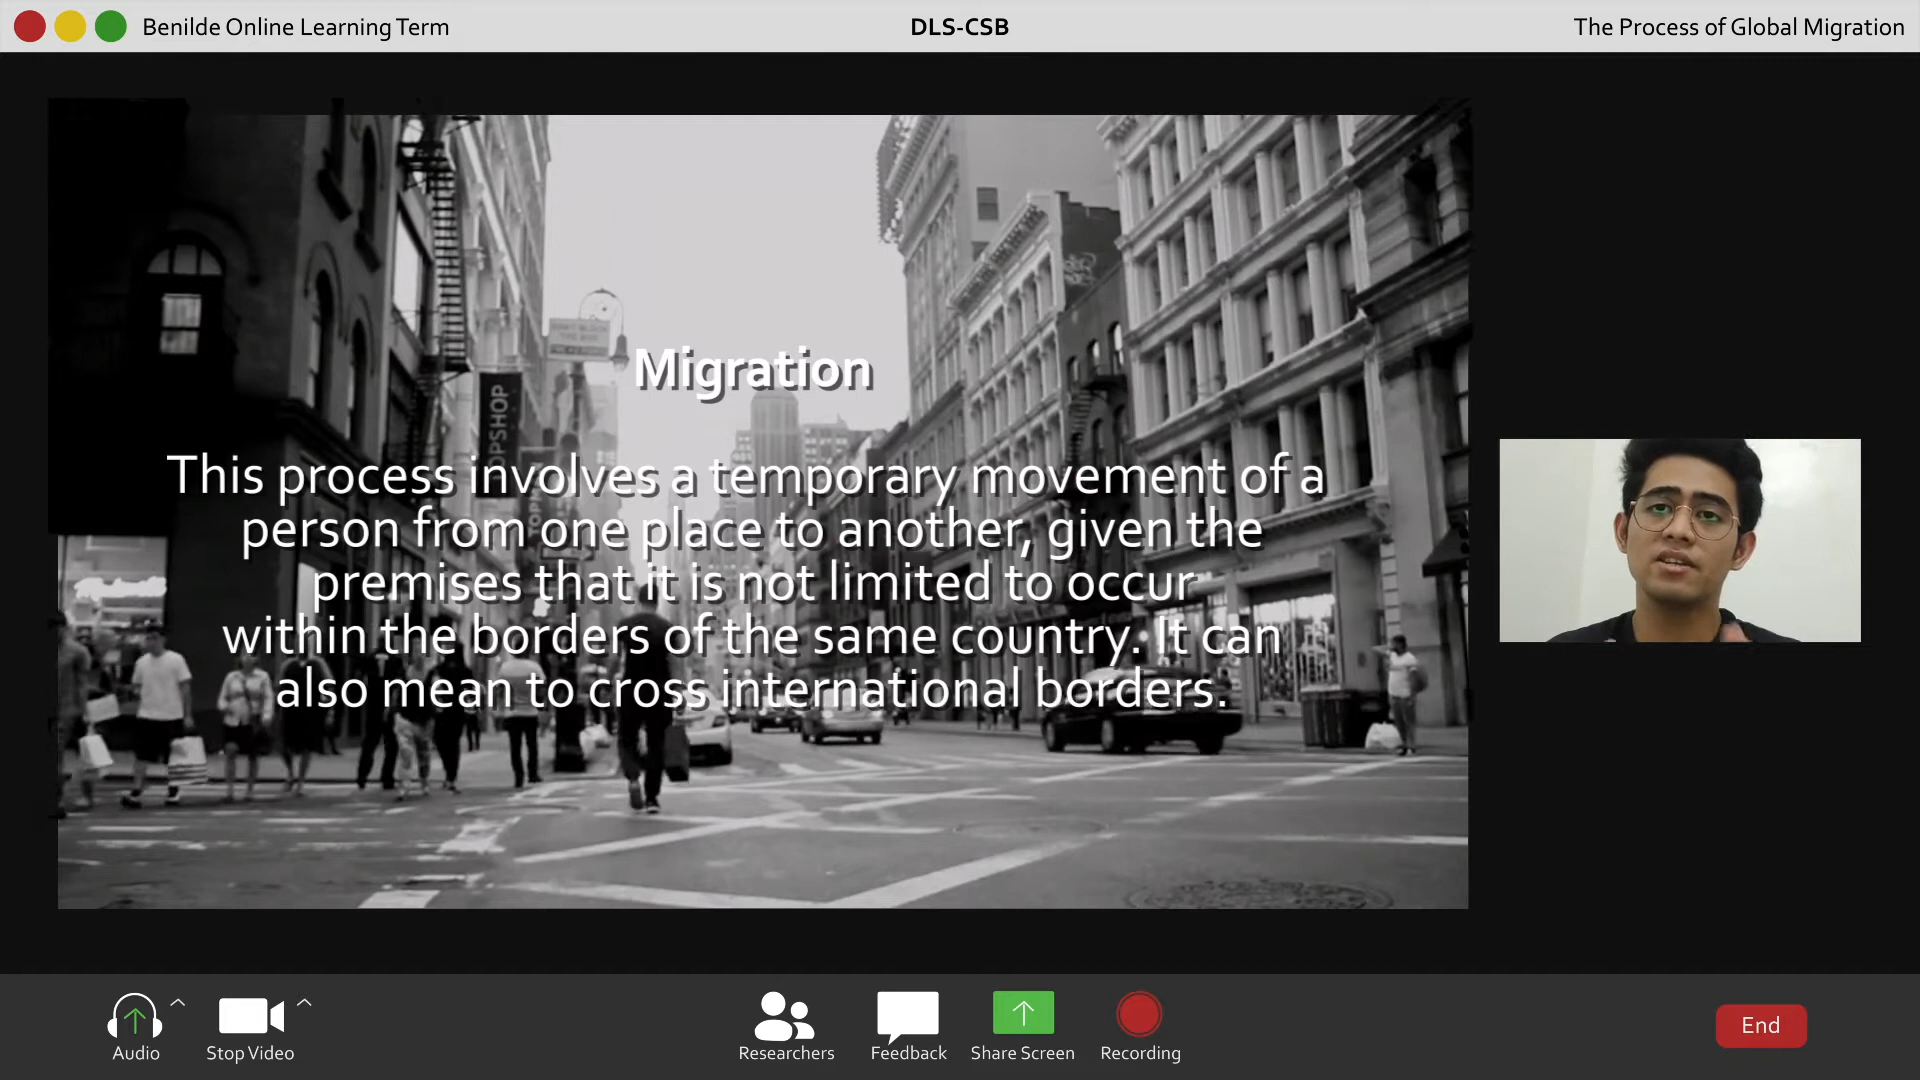 Benilde Online Learning Term
DLS-CSB
The Process of Global Migration
TOPSHOP
Migration
This process involves a temporary movement of a
person from one place to another, given the
premises that it is not limited to occur
within the borders of the same country. It can
also mean to cross international borders.
Audio
Stop Video
Researchers
Feedback
Share Screen
Recording
End